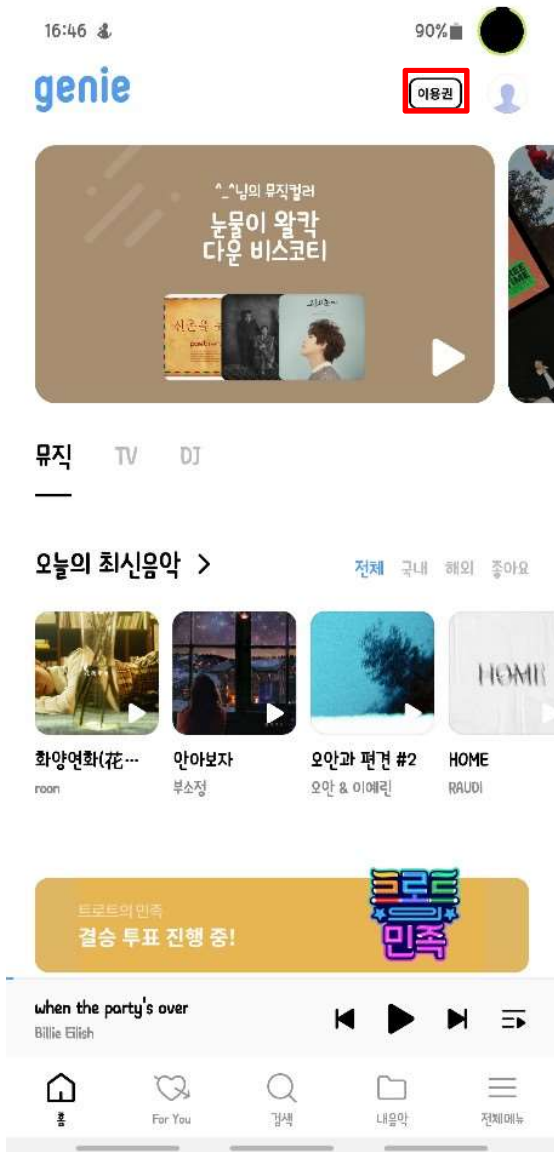 16:46
90%
genie
이용권
^_^님의 뮤직컬러
눈물이 왈칵
다운 비스코티
뮤직 TV DJ
오늘의 최신음악 >
전체 국내 해외 좋아요
HOME
화양연화(花…
roon
안아보자
부소정
오안과 편견 #2
오안 & 이예린
HOME
RAUDI
트로트의 민족
결승 투표 진행 중!
트로트
의
민족
when the party's over
Billie Eilish
홈
For You
검색
내음악
전체메뉴